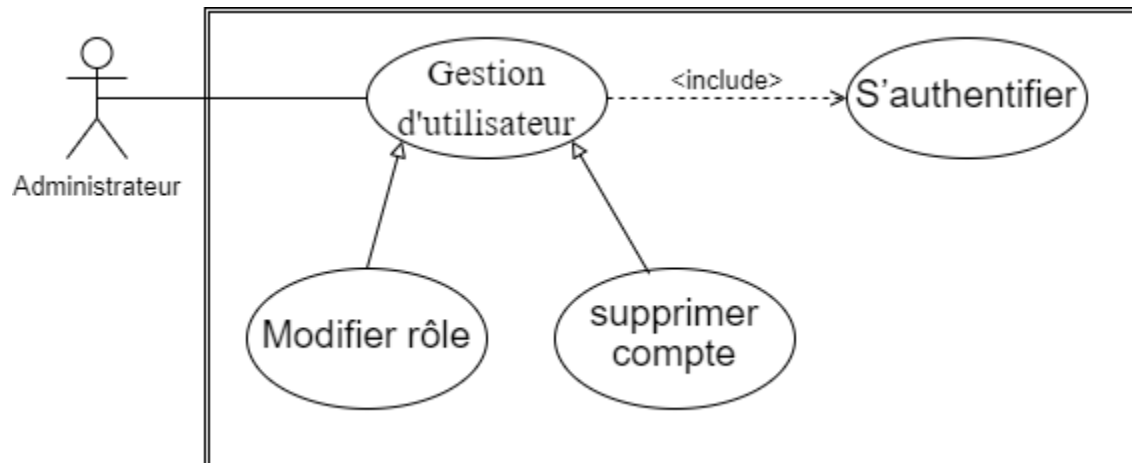 Gestion
d'utilisateur
<include>
S’authentifier
Administrateur
Modifier rôle
supprimer
compte